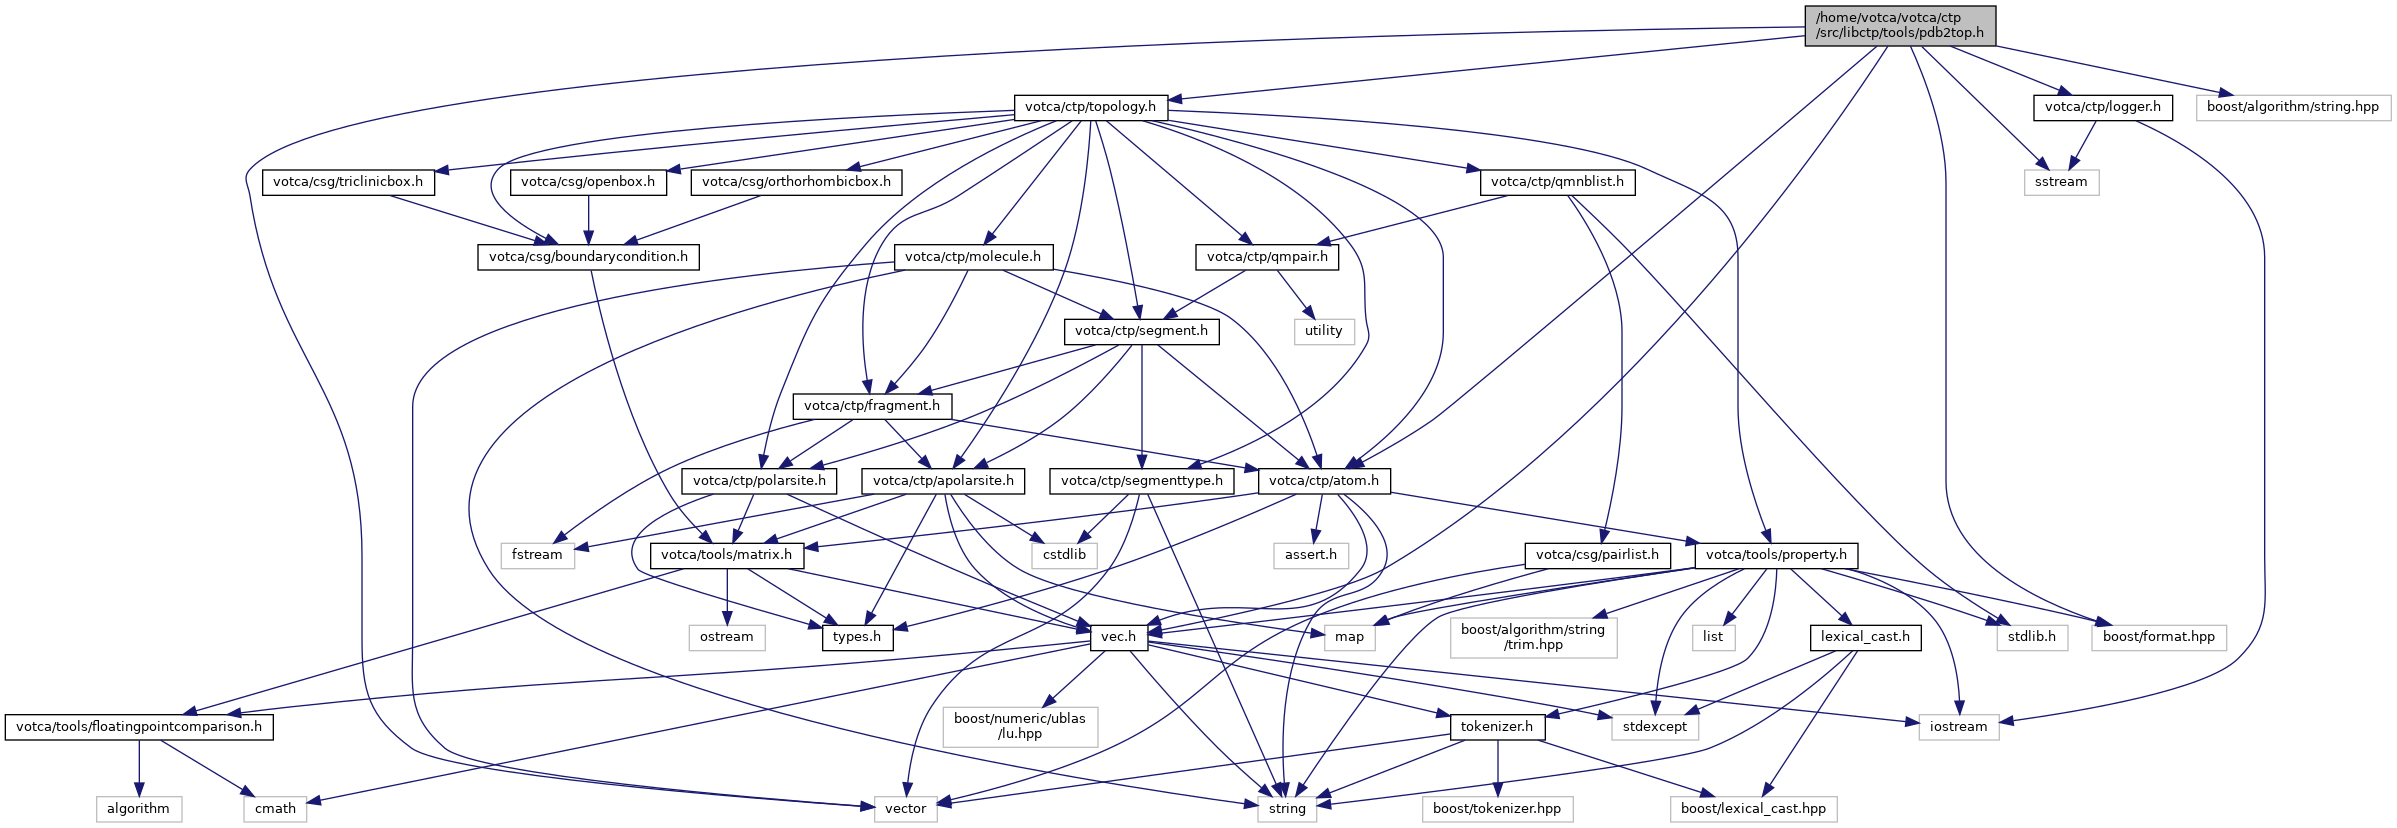 /home/votca/votca/ctp
/src/libctp/tools/pdb2top.h
votca/ctp/topology.h
votca/ctp/logger.h
boost/algorithm/string.hpp
votca/csg/triclinicbox.h
votca/csg/openbox.h
votca/csg/orthorhombicbox.h
votca/ctp/qmnblist.h
sstream
votca/csg/boundarycondition.h
votca/ctp/molecule.h
votca/ctp/qmpair.h
votca/ctp/segment.h
utility
votca/ctp/fragment.h
votca/ctp/polarsite.h
votca/ctp/apolarsite.h
votca/ctp/segmenttype.h
votca/ctp/atom.h
fstream
votca/tools/matrix.h
cstdlib
assert.h
votca/csg/pairlist.h
votca/tools/property.h
ostream
types.h
vec.h
map
boost/algorithm/string
/trim.hpp
list
lexical_cast.h
stdlib.h
boost/format.hpp
votca/tools/floatingpointcomparison.h
boost/numeric/ublas
/lu.hpp
tokenizer.h
stdexcept
iostream
algorithm
cmath
vector
string
boost/tokenizer.hpp
boost/lexical_cast.hpp